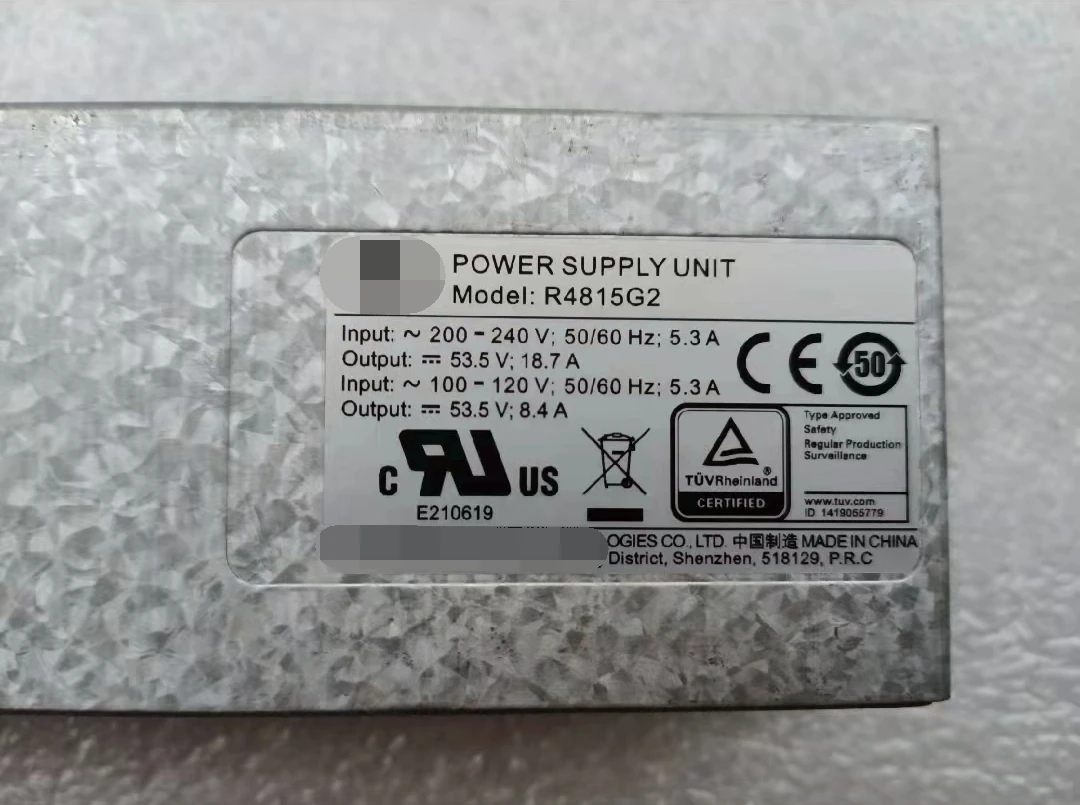 POWER SUPPLY UNIT
Model: R4815G2
Input: ~ 200 - 240 V; 50/60 Hz; 5.3 A
Output: ⎓ 53.5 V; 18.7 A
Input: ~ 100 - 120 V; 50/60 Hz; 5.3 A
Output: ⎓ 53.5 V; 8.4 A
CE
50
C RU US
E210619
TÜVRheinland®
CERTIFIED
Type Approved
Safety
Regular Production
Surveillance
www.tuv.com
ID 1419065779
OGIES CO., LTD. 中国制造 MADE IN CHINA
District, Shenzhen, 518129, P.R.C